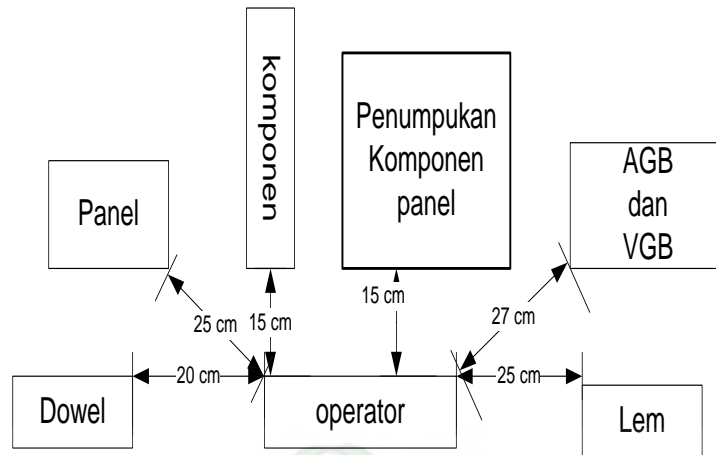 komponen
Penumpukan
Komponen
panel
AGB
dan
VGB
Panel
25 cm
15 cm
15 cm
27 cm
20 cm
25 cm
Dowel
operator
Lem